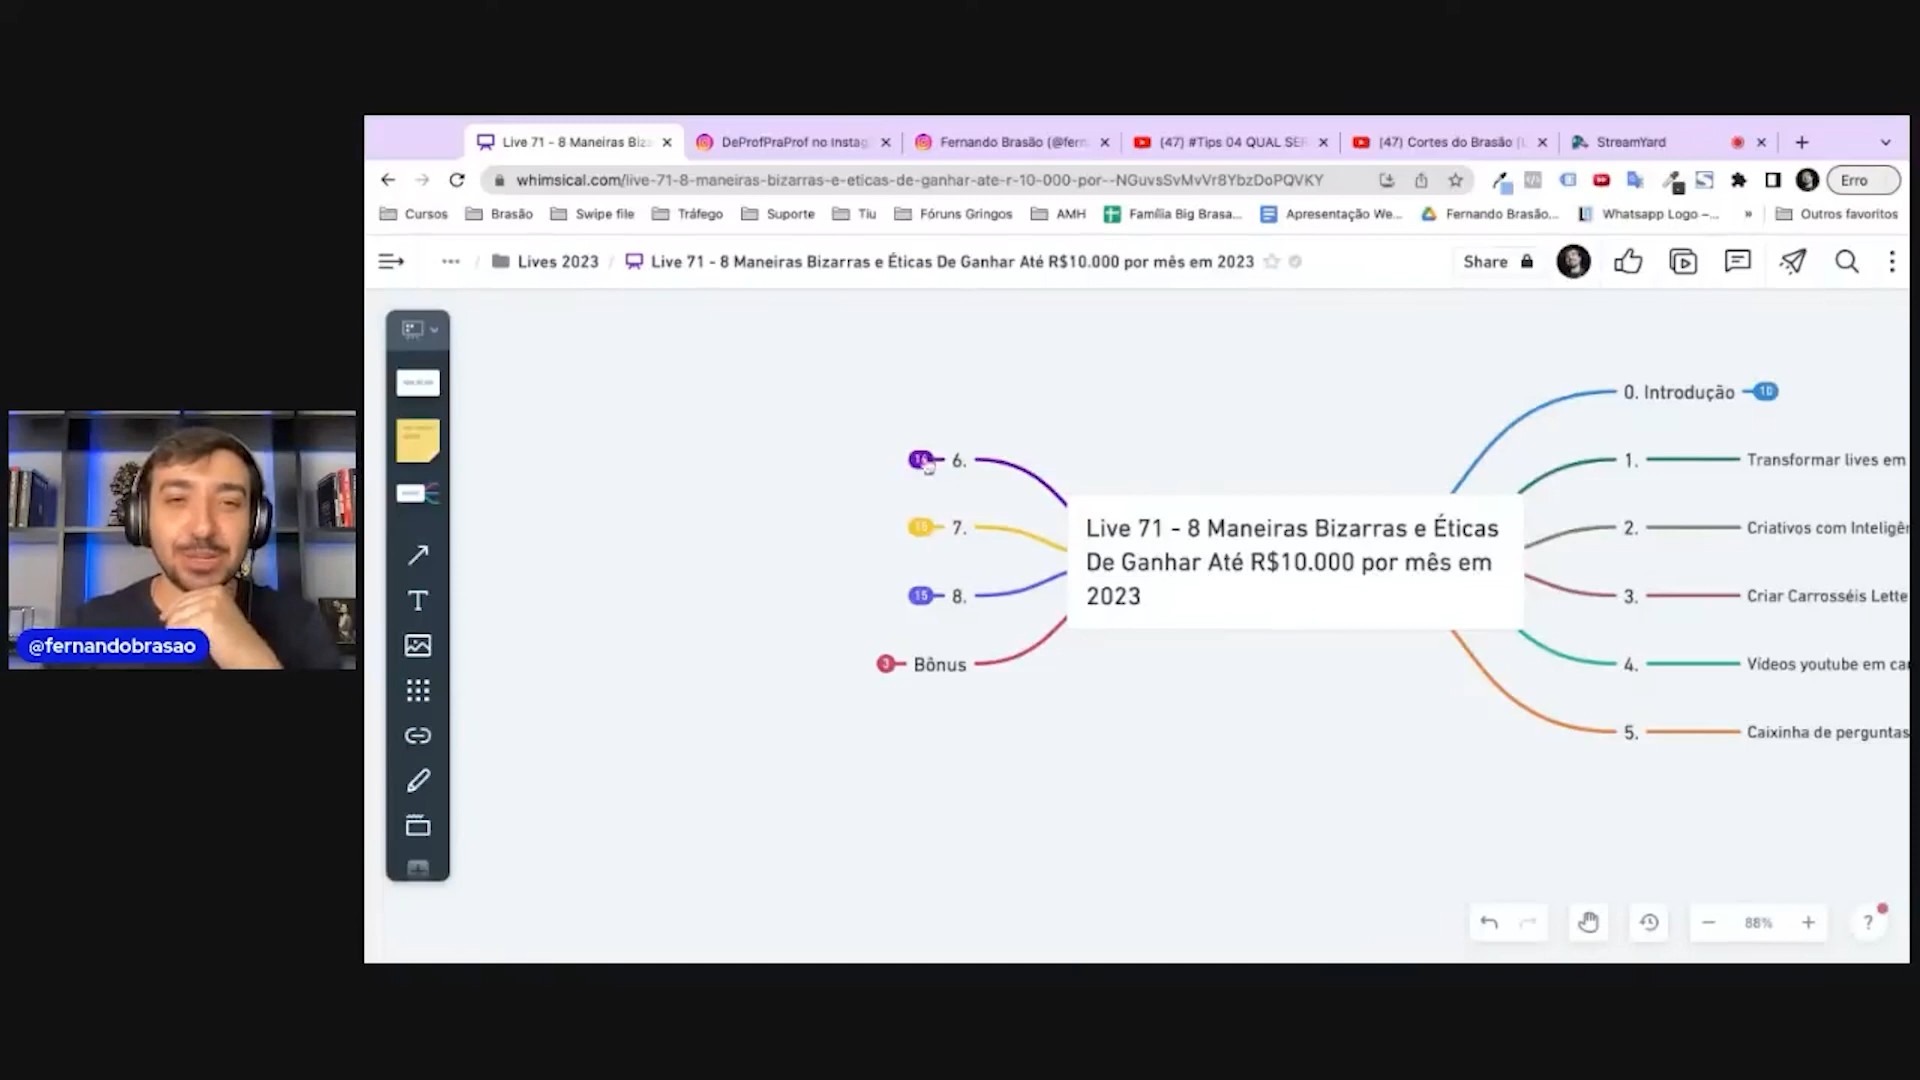 Live 71 - 8 Maneiras Biza
DeProfPraProf no Instag
Fernando Brasão (@fern
(47) #Tips 04 QUAL SER
(47) Cortes do Brasão (L
StreamYard
whimsical.com/live-71-8-maneiras-bizarras-e-eticas-de-ganhar-ate-r-10-000-por--NGuvsSvMvVr8YbzDoPQVKY
Erro
Cursos
Brasão
Swipe file
Tráfego
Suporte
Tiu
Fóruns Gringos
AMH
Família Big Brasa...
Apresentação We...
Fernando Brasão...
Whatsapp Logo –...
»
Outros favoritos
... / Lives 2023 / Live 71 - 8 Maneiras Bizarras e Éticas De Ganhar Até R$10.000 por mês em 2023
Share
T
6.
15 7.
15 8.
3 Bônus
Live 71 - 8 Maneiras Bizarras e Éticas
De Ganhar Até R$10.000 por mês em
2023
0. Introdução 10
1. Transformar lives em
2. Criativos com Inteligên
3. Criar Carrosséis Lette
4. Vídeos youtube em ca
5. Caixinha de perguntas
@fernandobrasao
88%
?